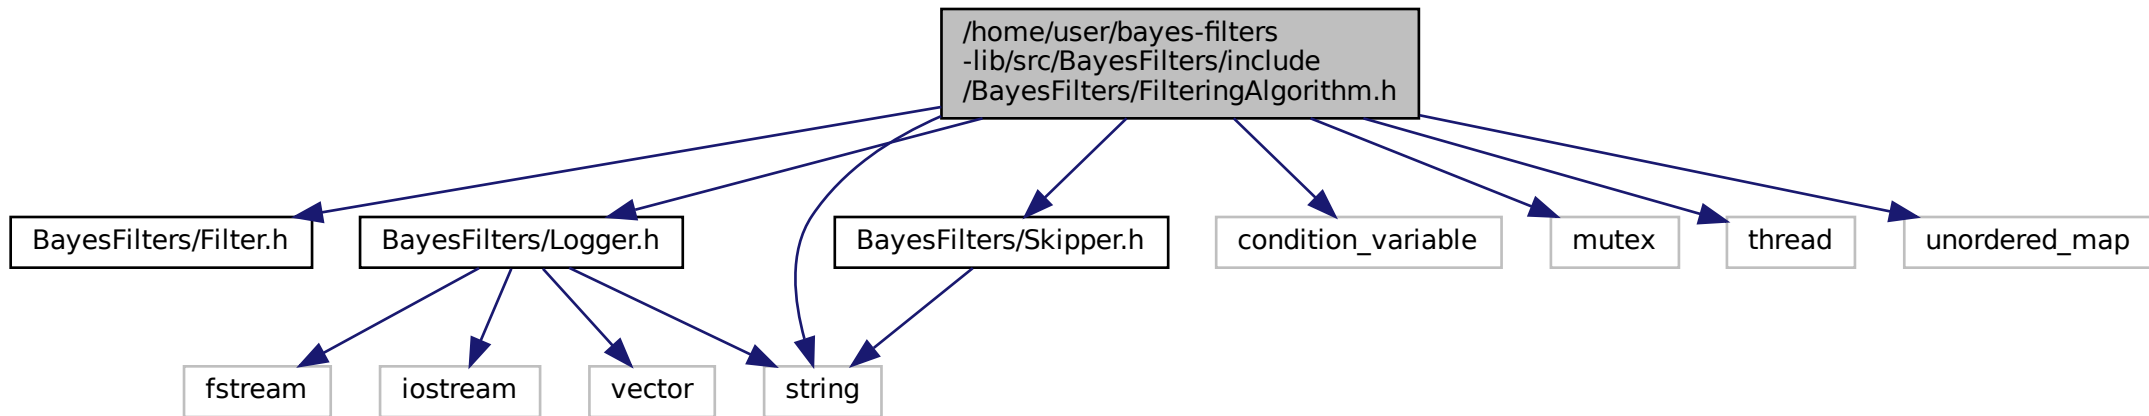 /home/user/bayes-filters
-lib/src/BayesFilters/include
/BayesFilters/FilteringAlgorithm.h
BayesFilters/Filter.h
BayesFilters/Logger.h
BayesFilters/Skipper.h
condition_variable
mutex
thread
unordered_map
fstream
iostream
vector
string